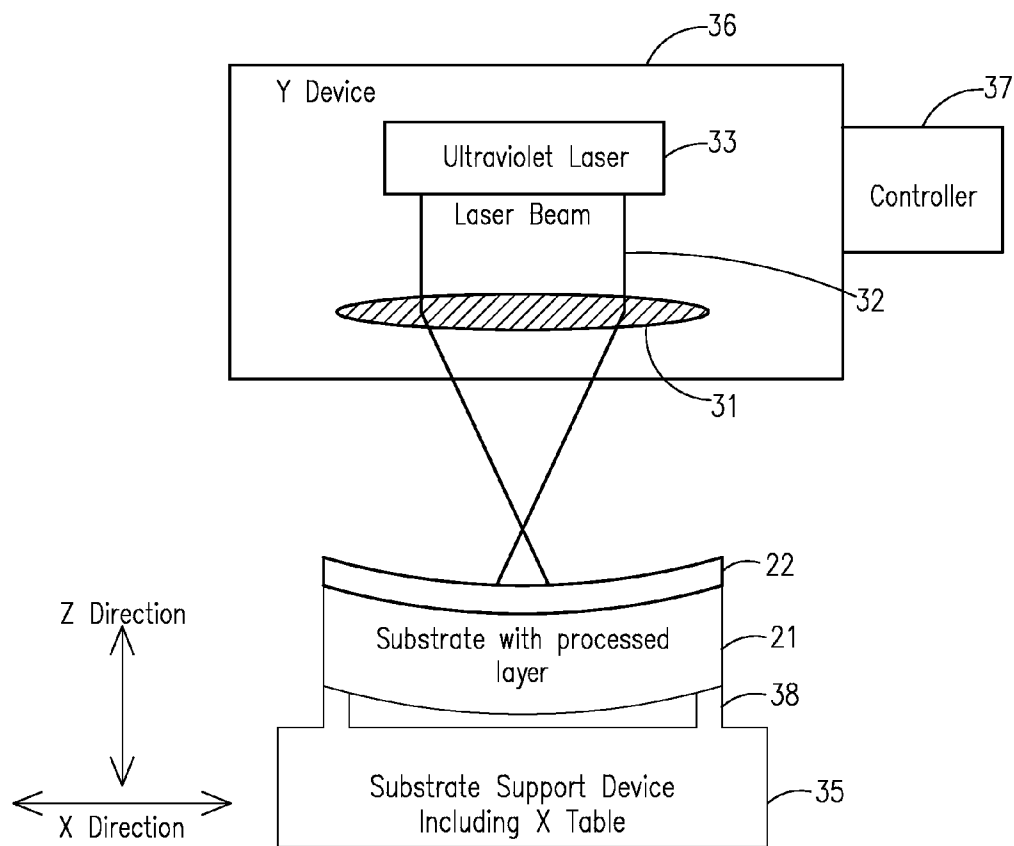 36
Y Device
37
Ultraviolet Laser
33
Laser Beam
Controller
32
31
22
Z Direction
Substrate with processed
layer
21
38
Substrate Support Device
Including X Table
35
X Direction